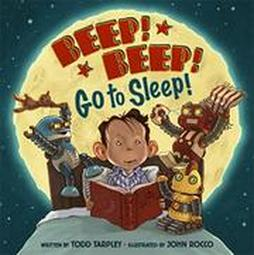 BEEP!
BEEP!
Go to Sleep!
WRITTEN BY TODD TARPLEY · ILLUSTRATED BY JOHN ROCCO